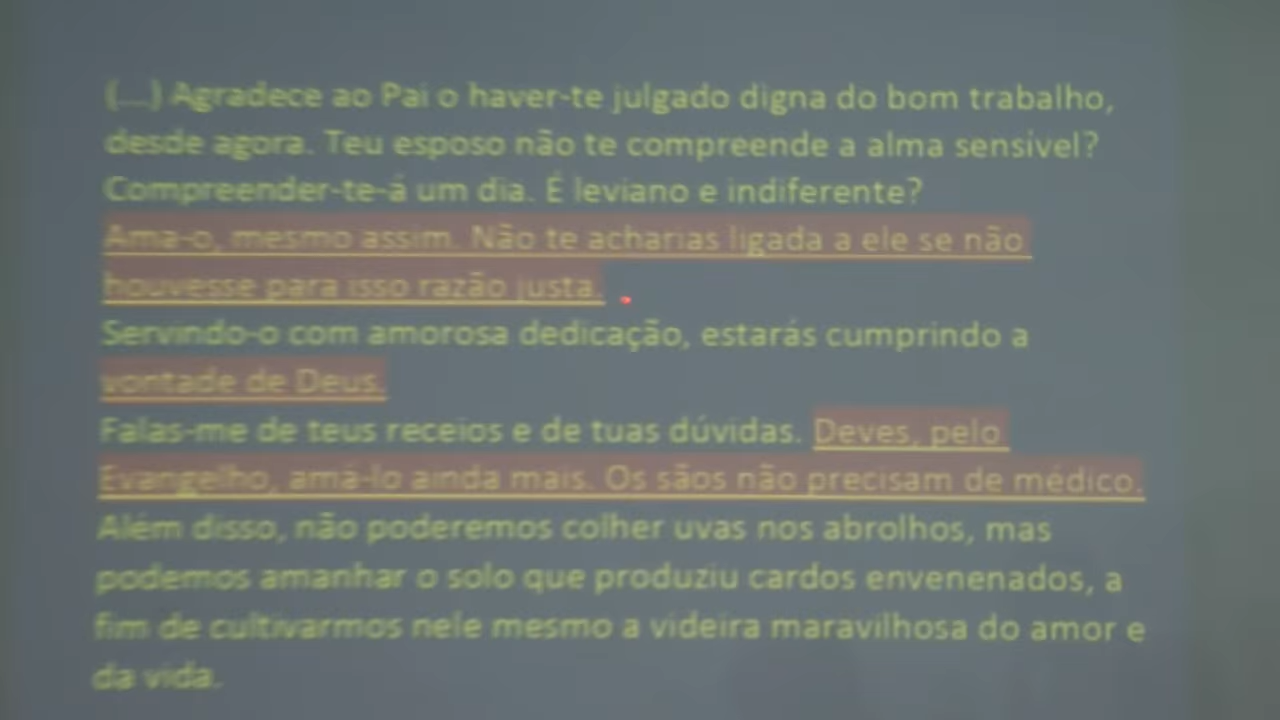 (...) Agradece ao Pai o haver-te julgado digna do bom trabalho,
desde agora. Teu esposo não te compreende a alma sensível?
Compreender-te-á um dia. É leviano e indiferente?
Ama-o, mesmo assim. Não te acharias ligada a ele se não
houvesse para isso razão justa.
Servindo-o com amorosa dedicação, estarás cumprindo a
vontade de Deus.
Falas-me de teus receios e de tuas dúvidas. Deves, pelo
Evangelho, amá-lo ainda mais. Os sãos não precisam de médico.
Além disso, não poderemos colher uvas nos abrolhos, mas
podemos amanhar o solo que produziu cardos envenenados, a
fim de cultivarmos nele mesmo a videira maravilhosa do amor e
da vida.